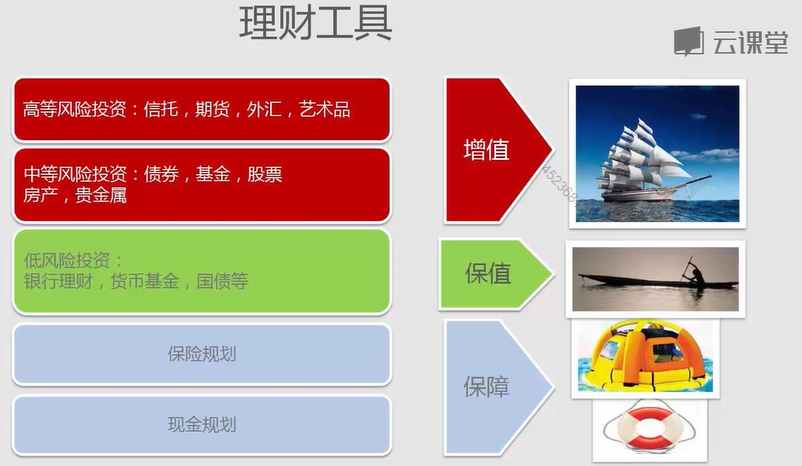 理财工具
云课堂
高等风险投资：信托，期货，外汇，艺术品
增值
452368
中等风险投资：债券，基金，股票
房产，贵金属
低风险投资：
银行理财，货币基金，国债等
保值
保险规划
保障
现金规划